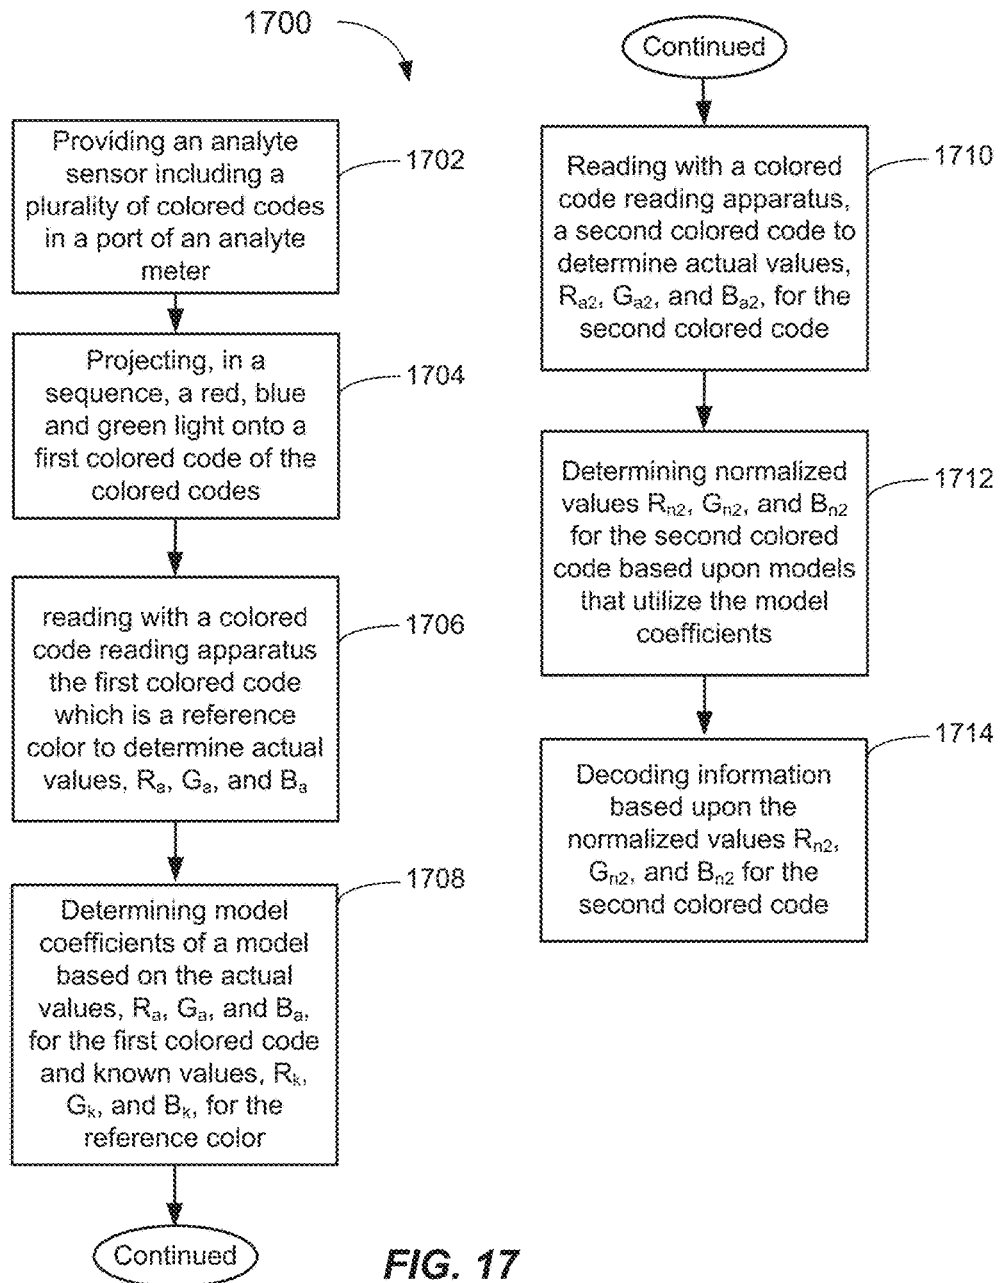 1700
Providing an analyte
sensor including a
plurality of colored codes
in a port of an analyte
meter
1702
Projecting, in a
sequence, a red, blue
and green light onto a
first colored code of the
colored codes
1704
reading with a colored
code reading apparatus
the first colored code
which is a reference
color to determine actual
values, Rₐ, Gₐ, and Bₐ
1706
Determining model
coefficients of a model
based on the actual
values, Rₐ, Gₐ, and Bₐ,
for the first colored code
and known values, Rₖ,
Gₖ, and Bₖ, for the
reference color
1708
Continued
Continued
Reading with a colored
code reading apparatus,
a second colored code to
determine actual values,
Rₐ₂, Gₐ₂, and Bₐ₂, for the
second colored code
1710
Determining normalized
values Rₙ₂, Gₙ₂, and Bₙ₂
for the second colored
code based upon models
that utilize the model
coefficients
1712
Decoding information
based upon the
normalized values Rₙ₂,
Gₙ₂, and Bₙ₂ for the
second colored code
1714
FIG. 17